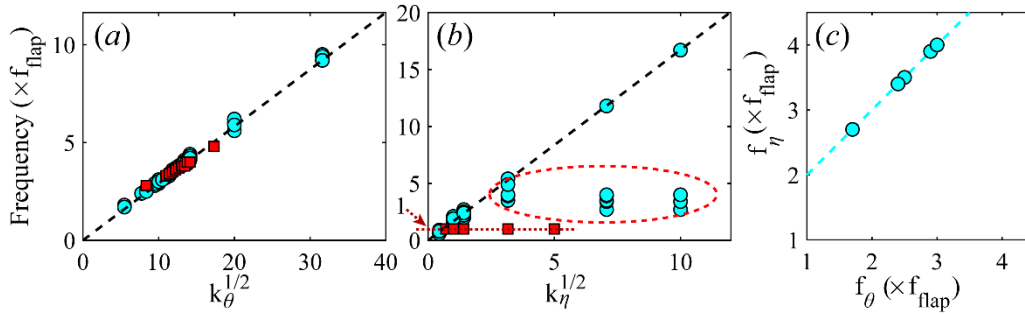 (a)
Frequency (×f_flap)
10
5
0
0 10 20 30 40
k_θ^1/2
(b)
20
15
10
5
1
0
0 5 10
k_η^1/2
(c)
f_η (×f_flap)
4
3
2
1
1 2 3 4
f_θ (×f_flap)